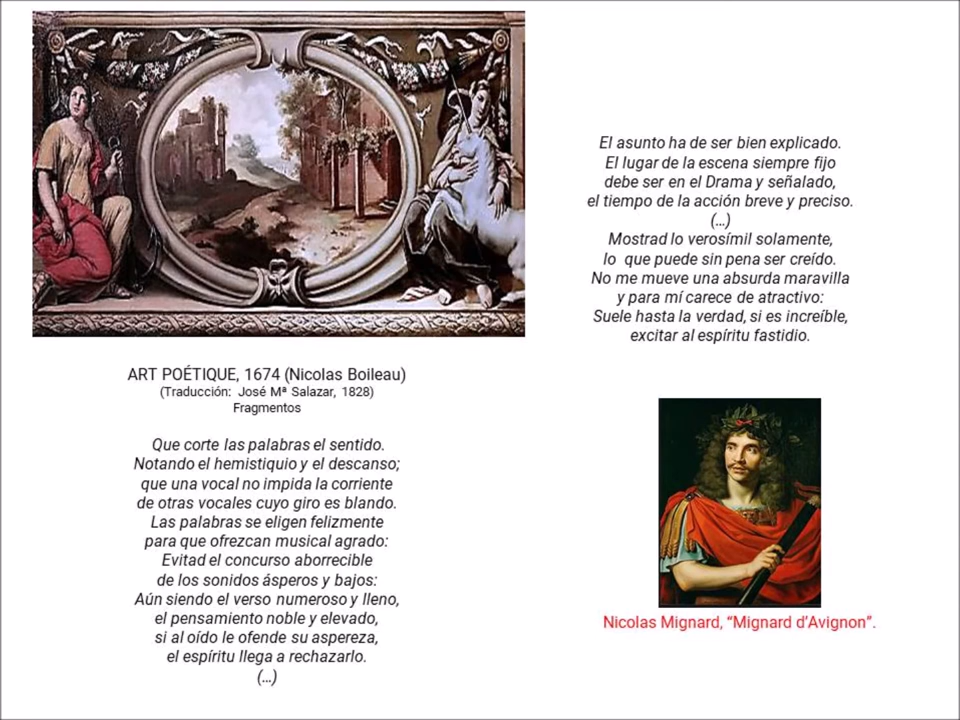 ART POÉTIQUE, 1674 (Nicolas Boileau)
(Traducción: José Mª Salazar, 1828)
Fragmentos
Que corte las palabras el sentido.
Notando el hemistiquio y el descanso;
que una vocal no impida la corriente
de otras vocales cuyo giro es blando.
Las palabras se eligen felizmente
para que ofrezcan musical agrado:
Evitad el concurso aborrecible
de los sonidos ásperos y bajos:
Aún siendo el verso numeroso y lleno,
el pensamiento noble y elevado,
si al oído le ofende su aspereza,
el espíritu llega a rechazarlo.
(...)
El asunto ha de ser bien explicado.
El lugar de la escena siempre fijo
debe ser en el Drama y señalado,
el tiempo de la acción breve y preciso.
(...)
Mostrad lo verosímil solamente,
lo que puede sin pena ser creído.
No me mueve una absurda maravilla
y para mí carece de atractivo:
Suele hasta la verdad, si es increíble,
excitar al espíritu fastidio.
Nicolas Mignard, “Mignard d’Avignon”.